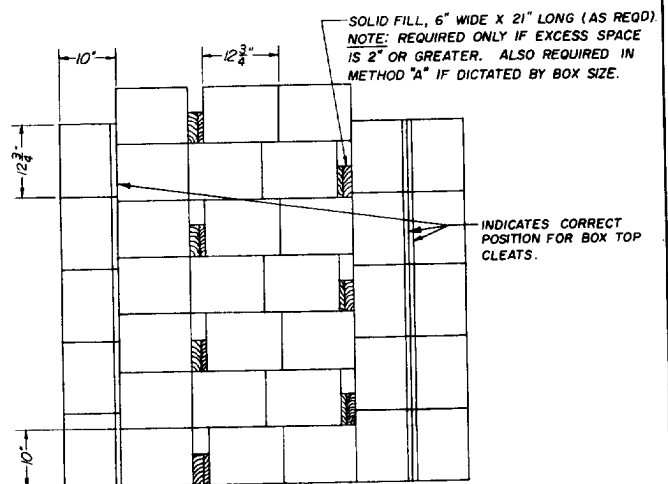 SOLID FILL, 6" WIDE X 21" LONG (AS REQD).
NOTE: REQUIRED ONLY IF EXCESS SPACE
IS 2" OR GREATER. ALSO REQUIRED IN
METHOD "A" IF DICTATED BY BOX SIZE.
10"
12 3/4"
12 3/4"
INDICATES CORRECT
POSITION FOR BOX TOP
CLEATS.
10"